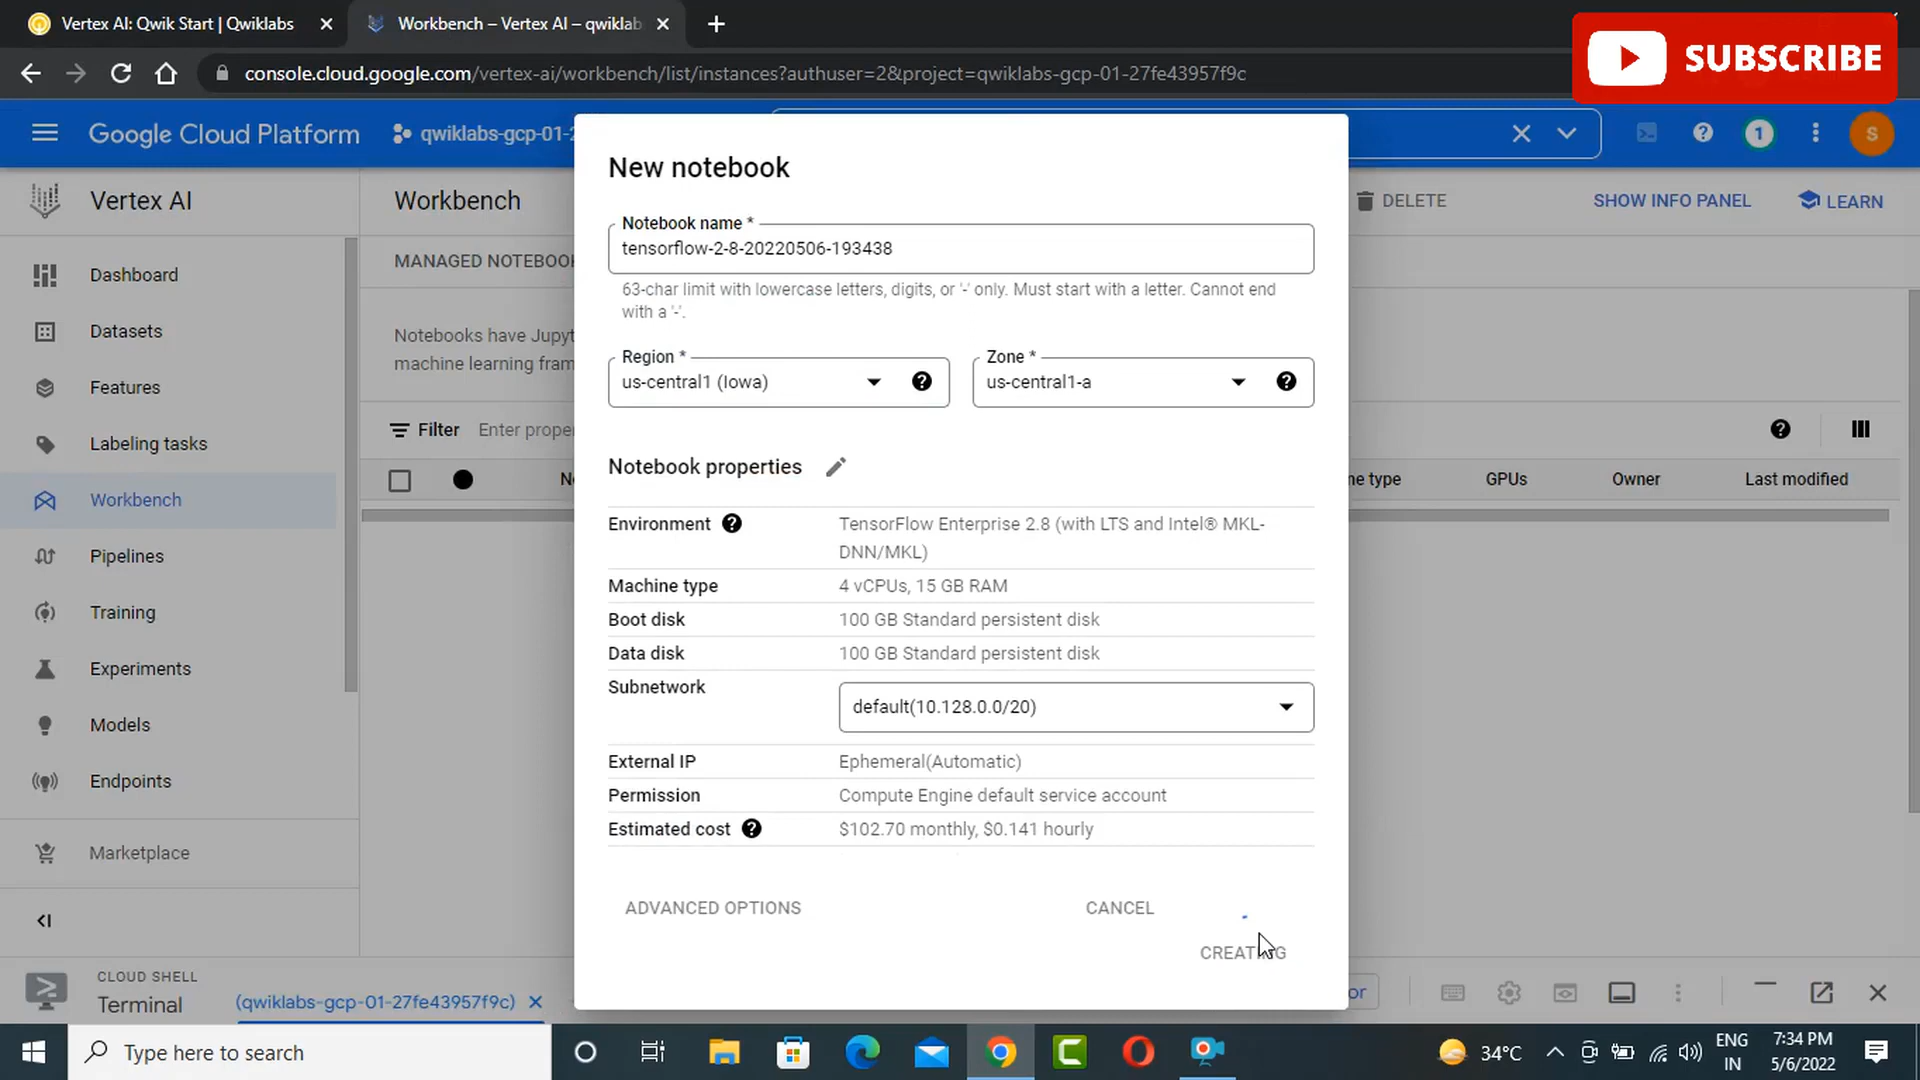 Vertex AI: Qwik Start | Qwiklabs
Workbench – Vertex AI – qwiklab
SUBSCRIBE
console.cloud.google.com/vertex-ai/workbench/list/instances?authuser=2&project=qwiklabs-gcp-01-27fe43957f9c
Google Cloud Platform
qwiklabs-gcp-01-2
1
S
Vertex AI
Workbench
DELETE
SHOW INFO PANEL
LEARN
Dashboard
Datasets
Features
Labeling tasks
Workbench
Pipelines
Training
Experiments
Models
Endpoints
Marketplace
MANAGED NOTEBOOK
Notebooks have Jupyt
machine learning fram
Filter
Enter prope
ne type
GPUs
Owner
Last modified
New notebook
Notebook name *
tensorflow-2-8-20220506-193438
63-char limit with lowercase letters, digits, or '-' only. Must start with a letter. Cannot end
with a '-'.
Region *
us-central1 (Iowa)
Zone *
us-central1-a
Notebook properties
Environment
TensorFlow Enterprise 2.8 (with LTS and Intel® MKL-
DNN/MKL)
Machine type
4 vCPUs, 15 GB RAM
Boot disk
100 GB Standard persistent disk
Data disk
100 GB Standard persistent disk
Subnetwork
default(10.128.0.0/20)
External IP
Ephemeral(Automatic)
Permission
Compute Engine default service account
Estimated cost
$102.70 monthly, $0.141 hourly
ADVANCED OPTIONS
CANCEL
CREATING
CLOUD SHELL
Terminal
(qwiklabs-gcp-01-27fe43957f9c)
or
Type here to search
34°C
ENG
IN
7:34 PM
5/6/2022